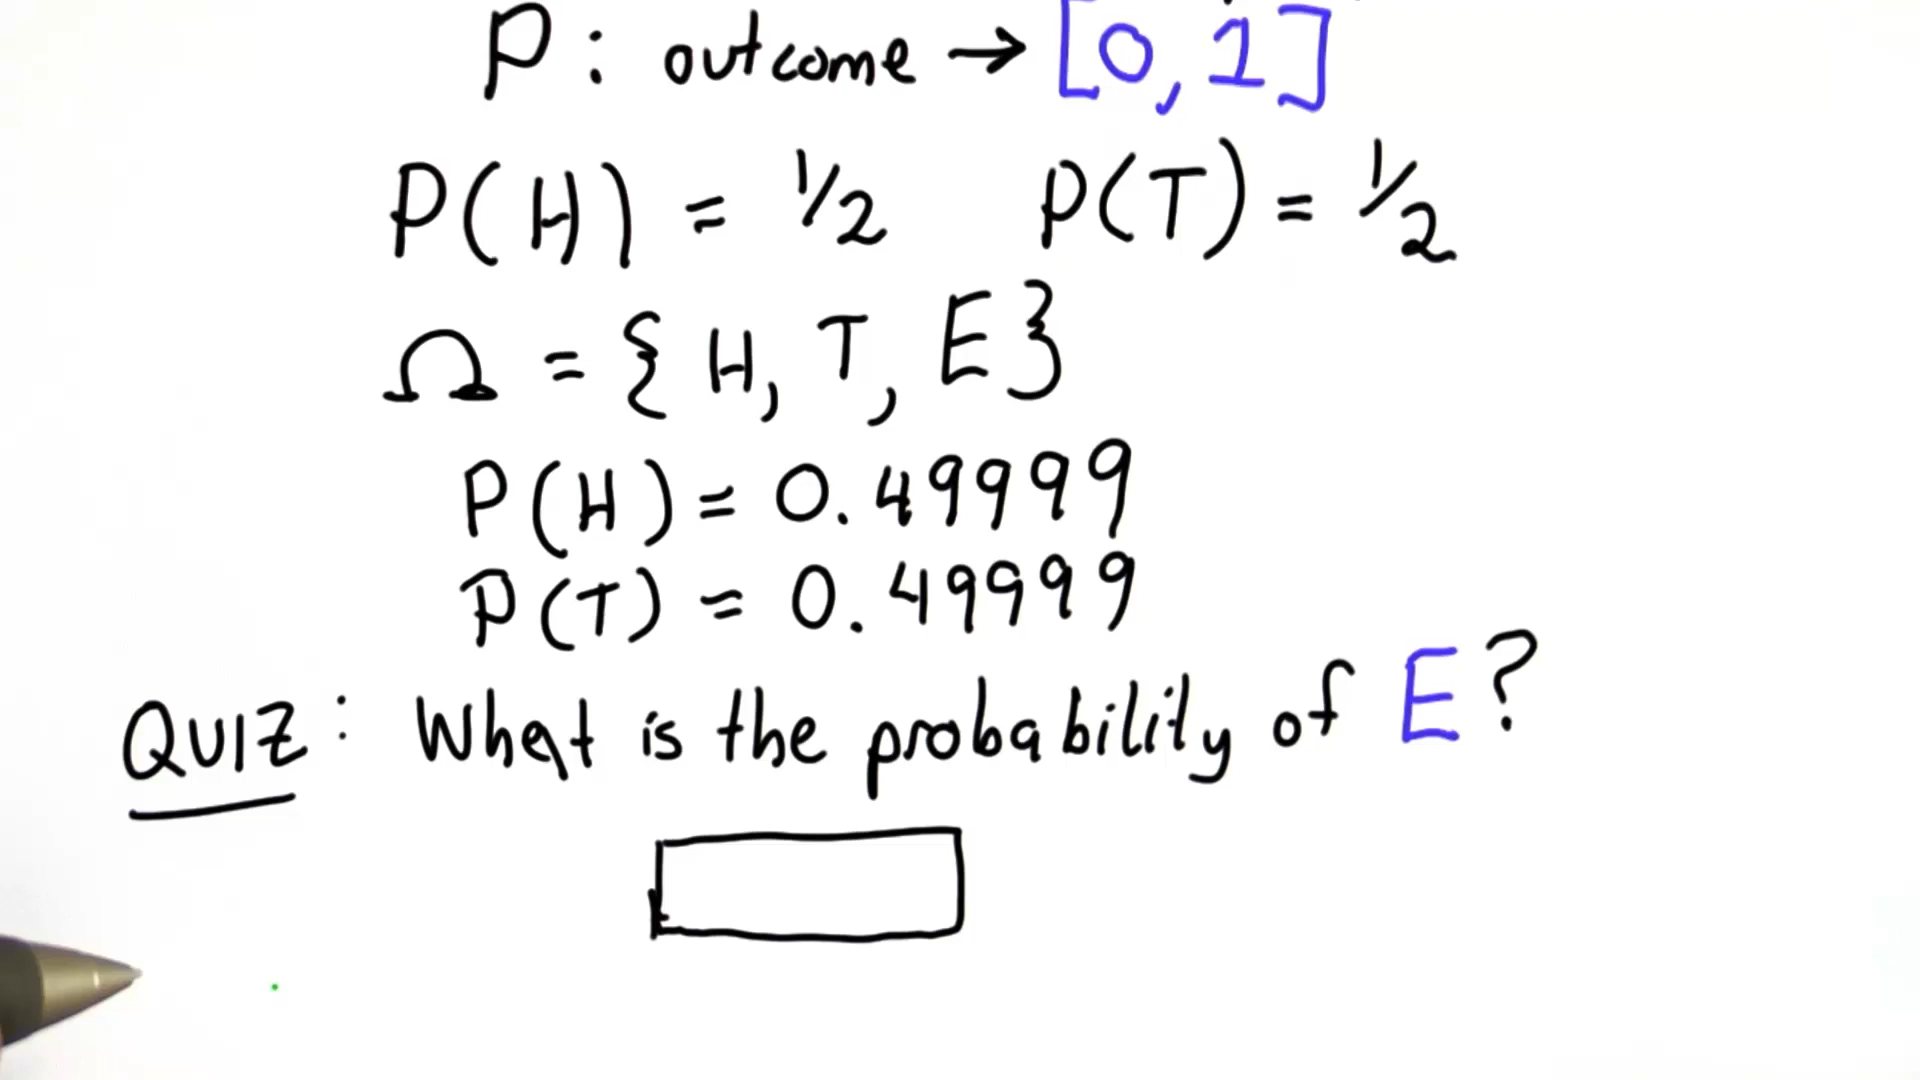 P: outcome → [0, 1]
P(H) = 1/2 P(T) = 1/2
Ω = { H, T, E }
P(H) = 0.49999
P(T) = 0.49999
QUIZ: What is the probability of E?